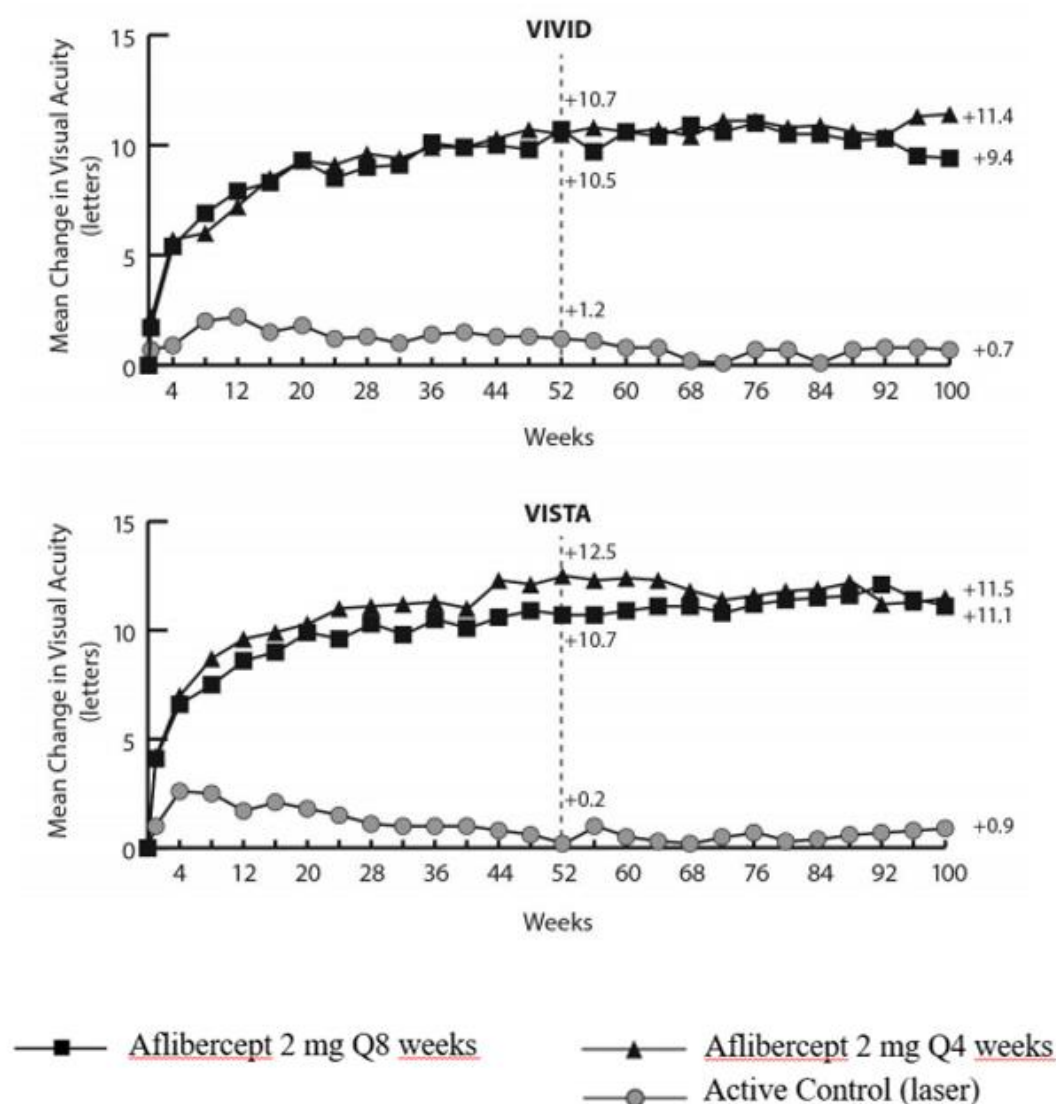 VIVID
Mean Change in Visual Acuity
(letters)
15
10
5
0
+10.7
+10.5
+1.2
+11.4
+9.4
+0.7
4 12 20 28 36 44 52 60 68 76 84 92 100
Weeks
VISTA
Mean Change in Visual Acuity
(letters)
15
10
5
0
+12.5
+10.7
+0.2
+11.5
+11.1
+0.9
4 12 20 28 36 44 52 60 68 76 84 92 100
Weeks
Aflibercept 2 mg Q8 weeks
Aflibercept 2 mg Q4 weeks
Active Control (laser)